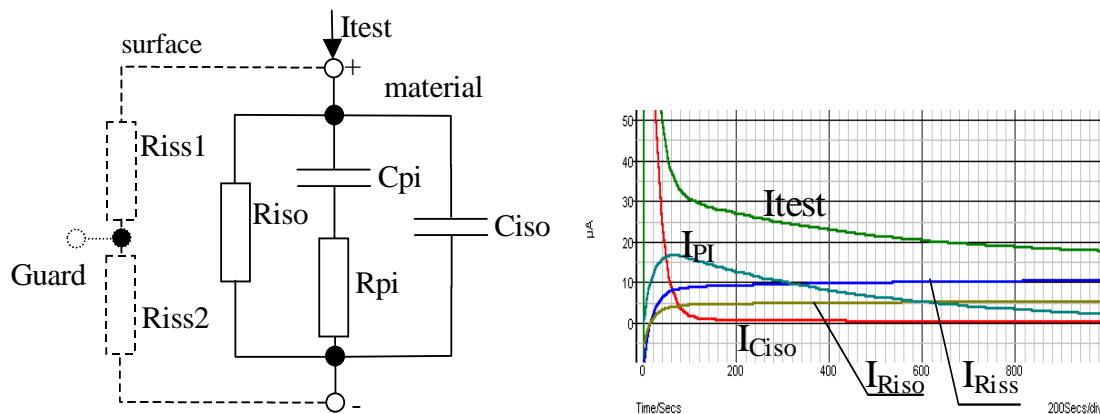 Itest
surface
+
material
Riss1
Cpi
Riso
Ciso
Guard
Rpi
Riss2
-
50
40
30
20
10
0
µA
Itest
IPI
ICiso
IRiso
IRiss
0
200
400
600
800
Time/Secs
200Secs/div